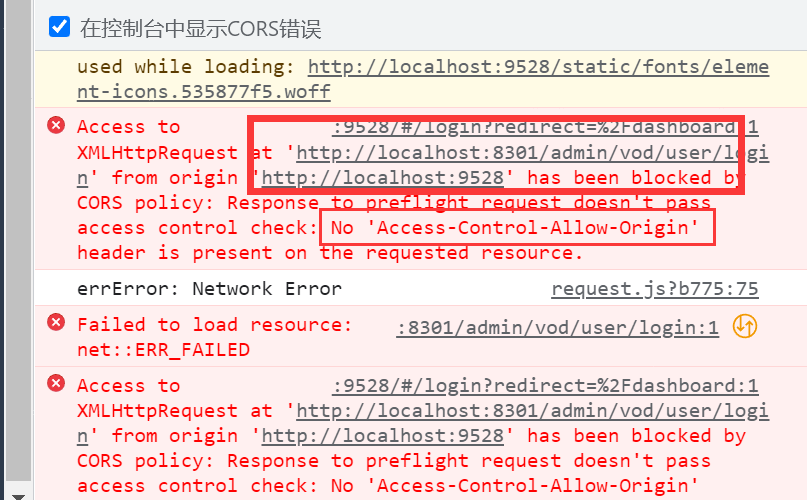 在控制台中显示CORS错误
used while loading: http://localhost:9528/static/fonts/eleme
nt-icons.535877f5.woff
Access to :9528/#/login?redirect=%2Fdashboard:1
XMLHttpRequest at 'http://localhost:8301/admin/vod/user/logi
n' from origin 'http://localhost:9528' has been blocked by
CORS policy: Response to preflight request doesn't pass
access control check: No 'Access-Control-Allow-Origin'
header is present on the requested resource.
errError: Network Error request.js?b775:75
Failed to load resource: :8301/admin/vod/user/login:1
net::ERR_FAILED
Access to :9528/#/login?redirect=%2Fdashboard:1
XMLHttpRequest at 'http://localhost:8301/admin/vod/user/logi
n' from origin 'http://localhost:9528' has been blocked by
CORS policy: Response to preflight request doesn't pass
access control check: No 'Access-Control-Allow-Origin'